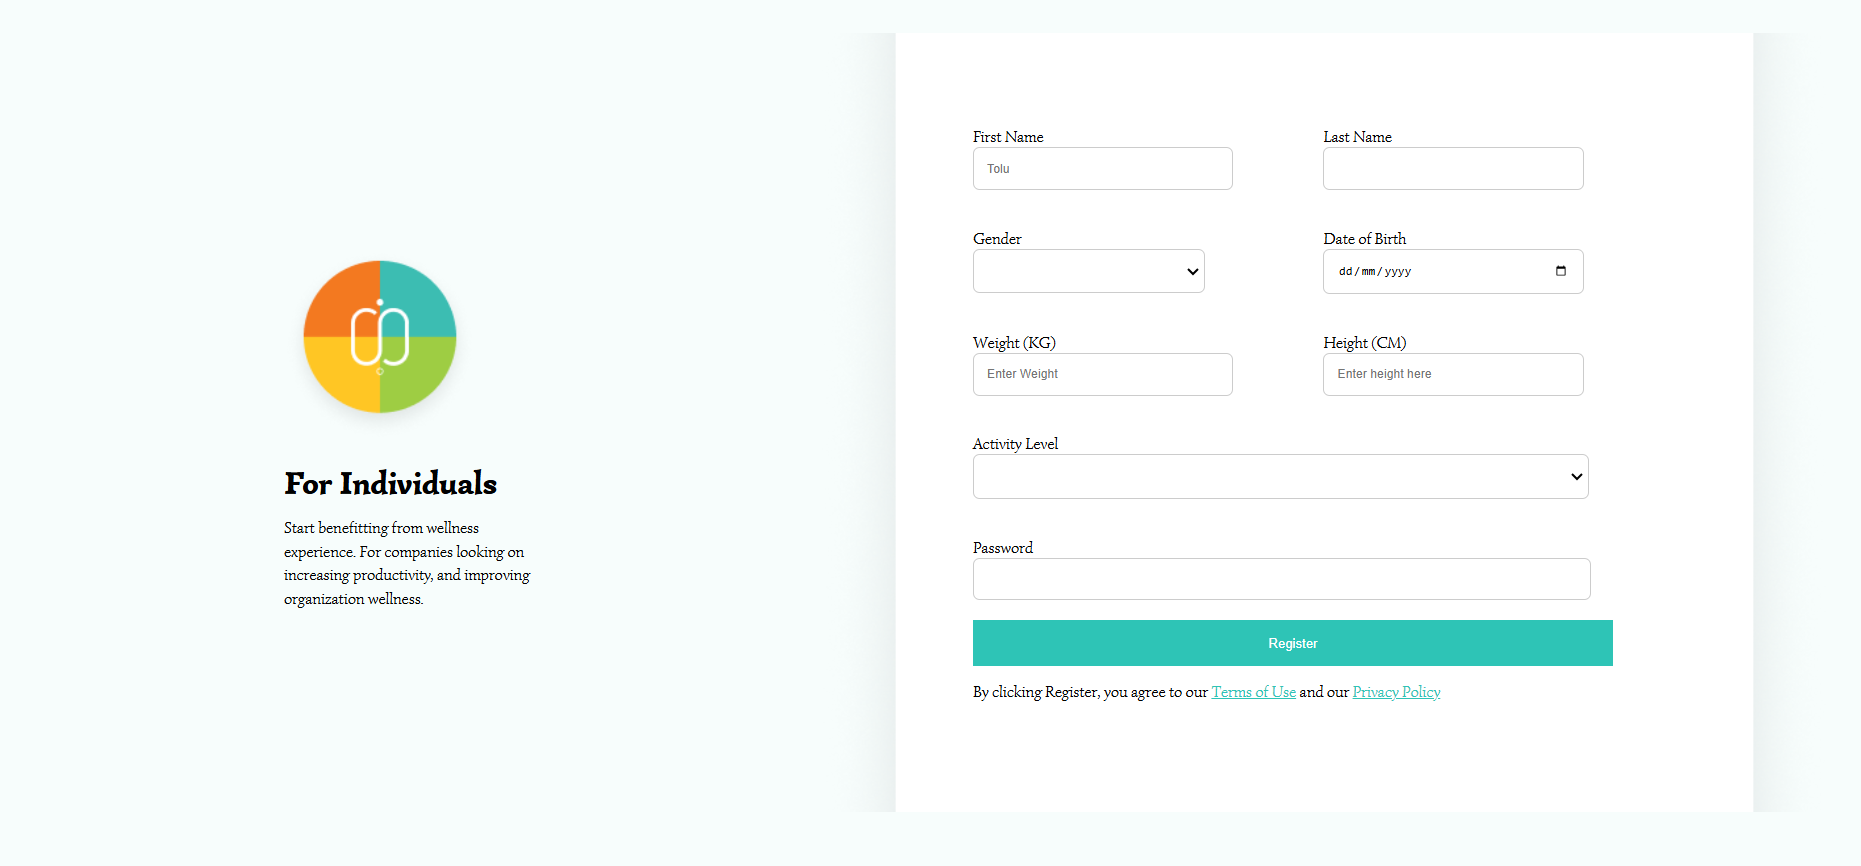 For Individuals
Start benefitting from wellness
experience. For companies looking on
increasing productivity, and improving
organization wellness.
First Name
Last Name
Tolu
Gender
Date of Birth
dd/mm/yyyy
Weight (KG)
Height (CM)
Enter Weight
Enter height here
Activity Level
Password
Register
By clicking Register, you agree to our Terms of Use and our Privacy Policy